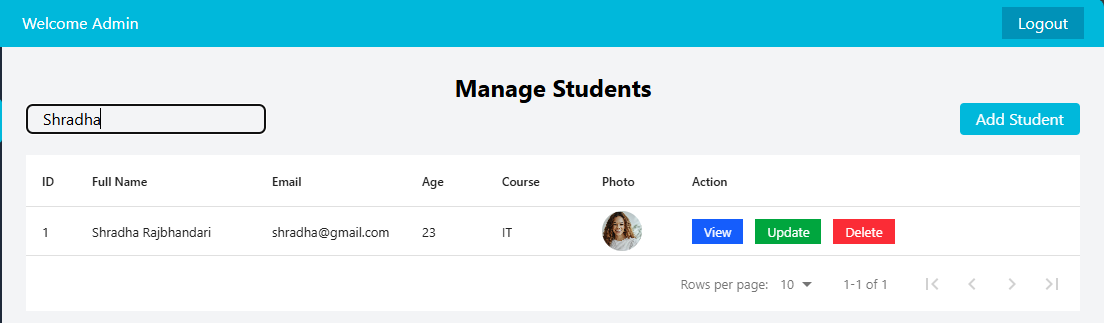 Welcome Admin Logout
Manage Students
Shradha Add Student
ID Full Name Email Age Course Photo Action
1 Shradha Rajbhandari shradha@gmail.com 23 IT View Update Delete
Rows per page: 10 1-1 of 1